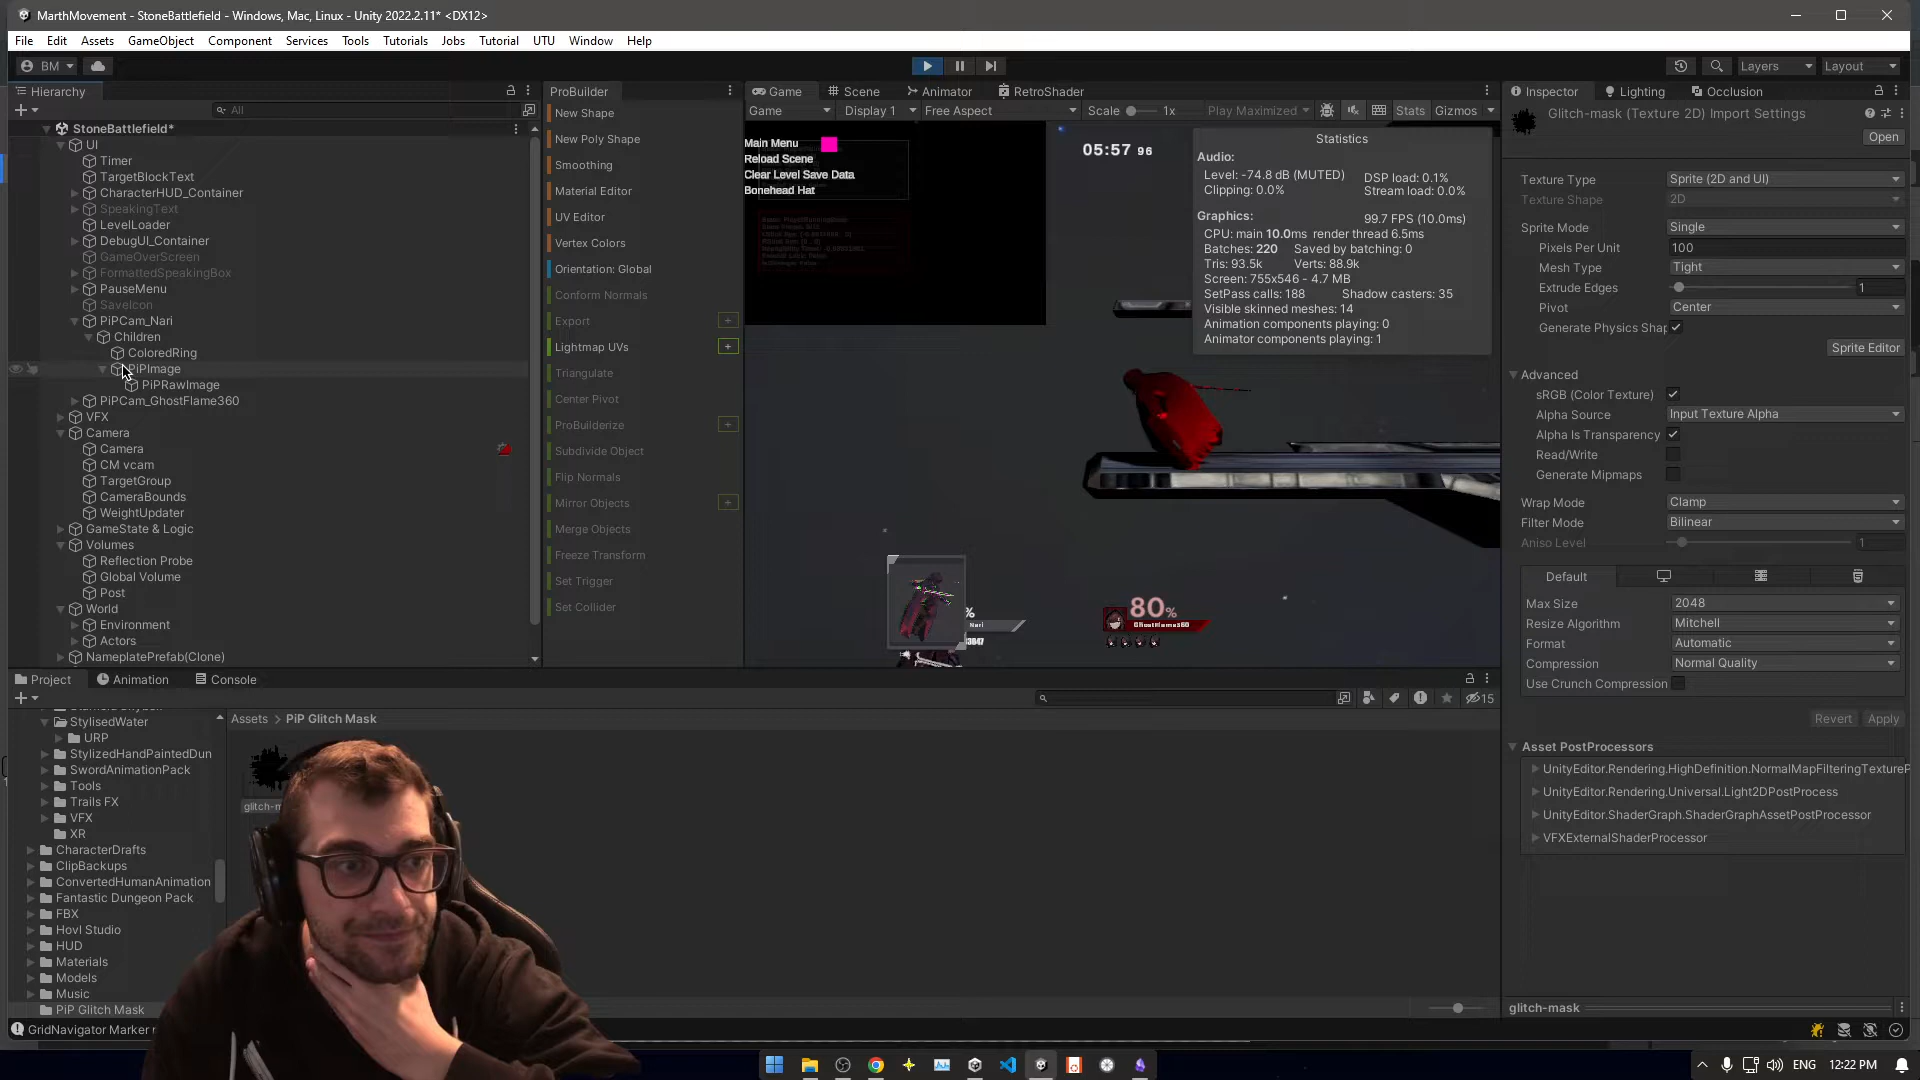 MarthMovement - StoneBattlefield - Windows, Mac, Linux - Unity 2022.2.11* <DX12>
File Edit Assets GameObject Component Services Tools Tutorials Jobs Tutorial UTU Window Help
BM
Layers Layout
Hierarchy
All
StoneBattlefield*
UI
Timer
TargetBlockText
CharacterHUD_Container
SpeakingText
LevelLoader
DebugUI_Container
GameOverScreen
FormattedSpeakingBox
PauseMenu
SaveIcon
PiPCam_Nari
Children
ColoredRing
PiPImage
PiPRawImage
PiPCam_GhostFlame360
VFX
Camera
Camera
CM vcam
TargetGroup
CameraBounds
WeightUpdater
GameState & Logic
Volumes
Reflection Probe
Global Volume
Post
World
Environment
Actors
NameplatePrefab(Clone)
ProBuilder
New Shape
New Poly Shape
Smoothing
Material Editor
UV Editor
Vertex Colors
Orientation: Global
Conform Normals
Export
Lightmap UVs
Triangulate
Center Pivot
ProBuilderize
Subdivide Object
Flip Normals
Mirror Objects
Merge Objects
Freeze Transform
Set Trigger
Set Collider
Game Scene Animator RetroShader
Game Display 1 Free Aspect Scale 1x Play Maximized Stats Gizmos
Main Menu
Reload Scene
Clear Level Save Data
Bonehead Hat
05:57 96
Statistics
Audio:
Level: -74.8 dB (MUTED) DSP load: 0.1%
Clipping: 0.0% Stream load: 0.0%
Graphics: 99.7 FPS (10.0ms)
CPU: main 10.0ms render thread 6.5ms
Batches: 220 Saved by batching: 0
Tris: 93.5k Verts: 88.9k
Screen: 755x546 - 4.7 MB
SetPass calls: 188 Shadow casters: 35
Visible skinned meshes: 14
Animation components playing: 0
Animator components playing: 1
%
Nari
3647
80%
GhostFlame360
Inspector Lighting Occlusion
Glitch-mask (Texture 2D) Import Settings
Open
Texture Type Sprite (2D and UI)
Texture Shape 2D
Sprite Mode Single
Pixels Per Unit 100
Mesh Type Tight
Extrude Edges 1
Pivot Center
Generate Physics Shap
Sprite Editor
Advanced
sRGB (Color Texture)
Alpha Source Input Texture Alpha
Alpha Is Transparency
Read/Write
Generate Mipmaps
Wrap Mode Clamp
Filter Mode Bilinear
Aniso Level 1
Default
Max Size 2048
Resize Algorithm Mitchell
Format Automatic
Compression Normal Quality
Use Crunch Compression
Revert Apply
Asset PostProcessors
UnityEditor.Rendering.HighDefinition.NormalMapFilteringTextureP
UnityEditor.Rendering.Universal.Light2DPostProcess
UnityEditor.ShaderGraph.ShaderGraphAssetPostProcessor
VFXExternalShaderProcessor
glitch-mask
Project Animation Console
15
StylisedWater
URP
StylizedHandPaintedDun
SwordAnimationPack
Tools
Trails FX
VFX
XR
CharacterDrafts
ClipBackups
ConvertedHumanAnimation
Fantastic Dungeon Pack
FBX
Hovl Studio
HUD
Materials
Models
Music
PiP Glitch Mask
Assets > PiP Glitch Mask
glitch-m
GridNavigator Marker
ENG 12:22 PM